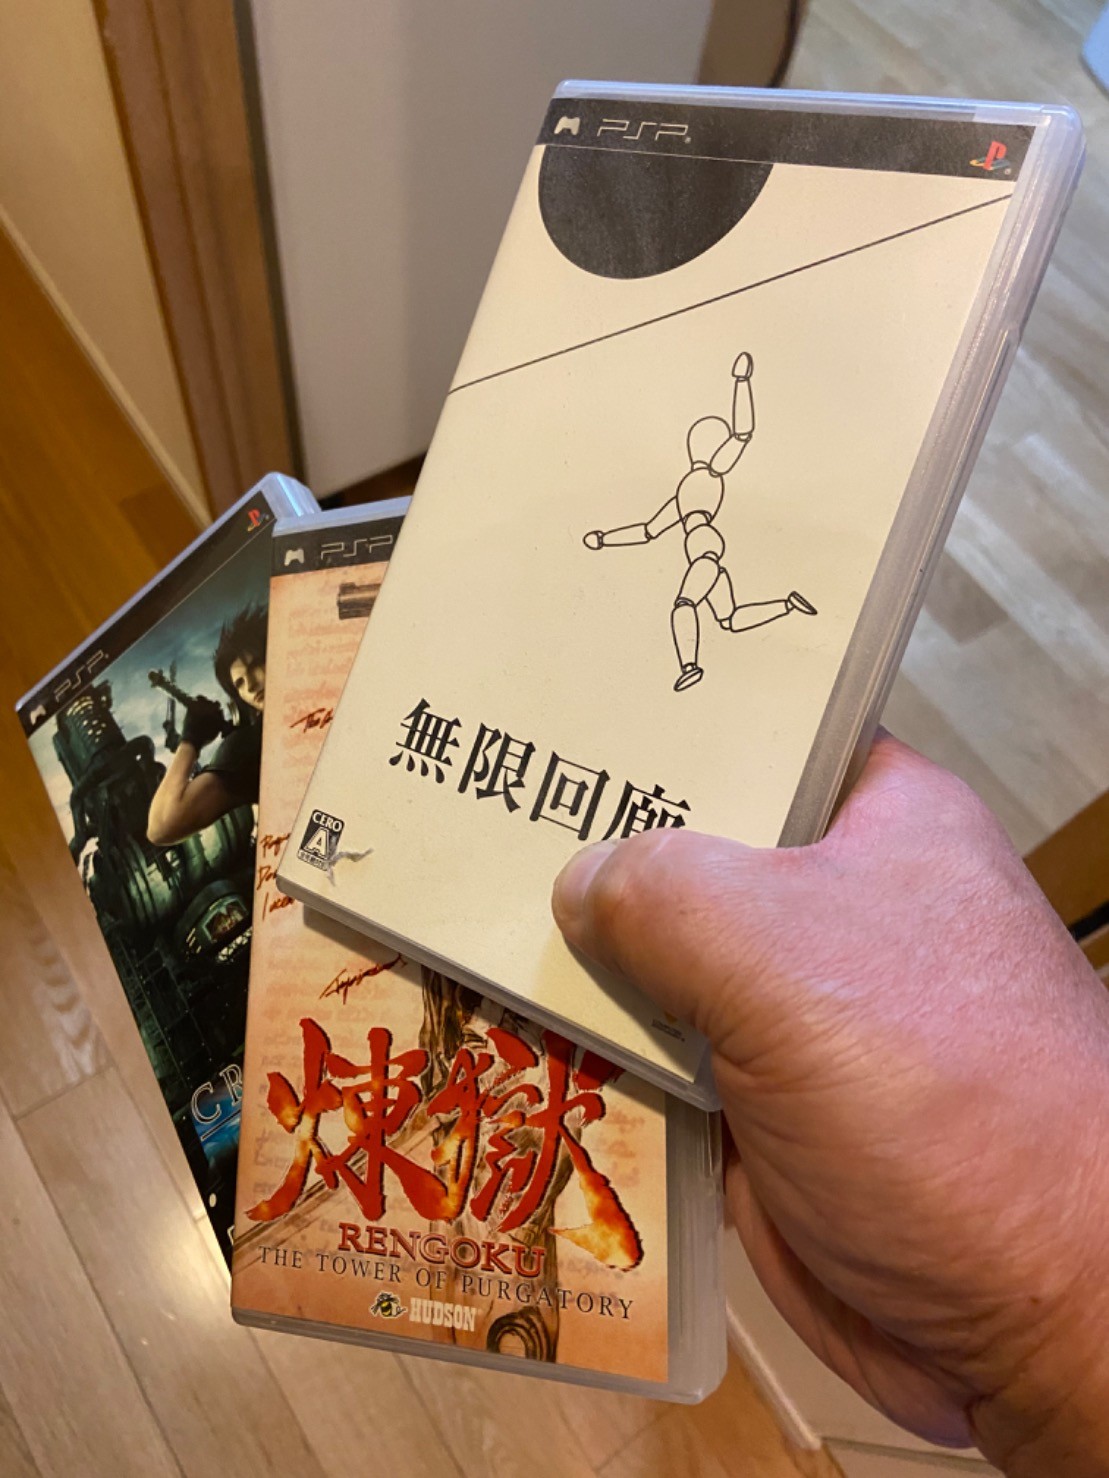 PSP
無限回廊
CERO
A
PSP
煉獄
RENGOKU
THE TOWER OF PURGATORY
HUDSON
PSP
CR